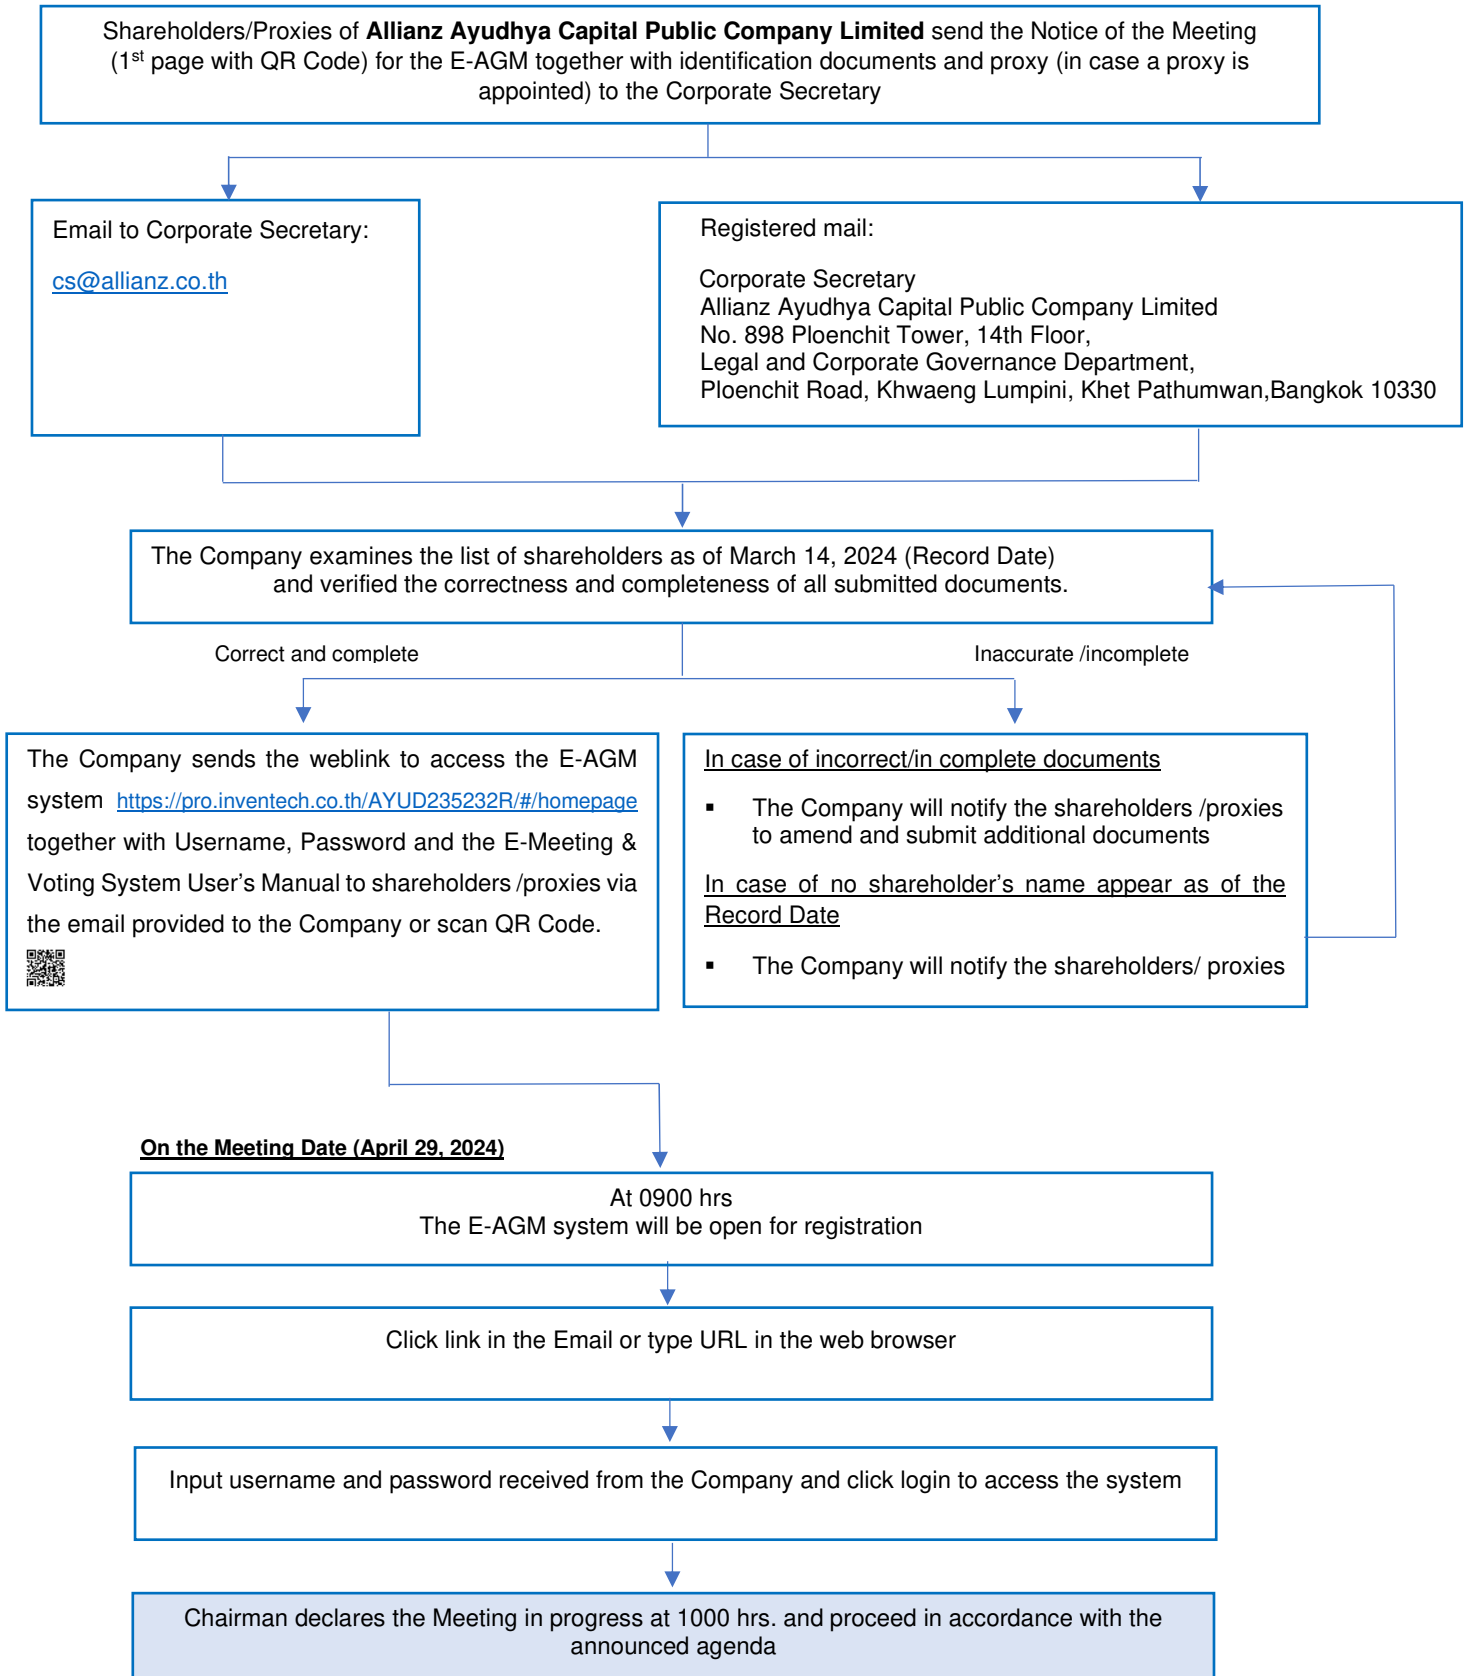 Shareholders/Proxies of Allianz Ayudhya Capital Public Company Limited send the Notice of the Meeting
(1st page with QR Code) for the E-AGM together with identification documents and proxy (in case a proxy is
appointed) to the Corporate Secretary
Email to Corporate Secretary:
cs@allianz.co.th
Registered mail:
Corporate Secretary
Allianz Ayudhya Capital Public Company Limited
No. 898 Ploenchit Tower, 14th Floor,
Legal and Corporate Governance Department,
Ploenchit Road, Khwaeng Lumpini, Khet Pathumwan,Bangkok 10330
The Company examines the list of shareholders as of March 14, 2024 (Record Date)
and verified the correctness and completeness of all submitted documents.
Correct and complete
Inaccurate /incomplete
The Company sends the weblink to access the E-AGM
system https://pro.inventech.co.th/AYUD235232R/#/homepage
together with Username, Password and the E-Meeting &
Voting System User's Manual to shareholders /proxies via
the email provided to the Company or scan QR Code.
In case of incorrect/in complete documents
▪ The Company will notify the shareholders /proxies
to amend and submit additional documents
In case of no shareholder's name appear as of the
Record Date
▪ The Company will notify the shareholders/ proxies
On the Meeting Date (April 29, 2024)
At 0900 hrs
The E-AGM system will be open for registration
Click link in the Email or type URL in the web browser
Input username and password received from the Company and click login to access the system
Chairman declares the Meeting in progress at 1000 hrs. and proceed in accordance with the
announced agenda